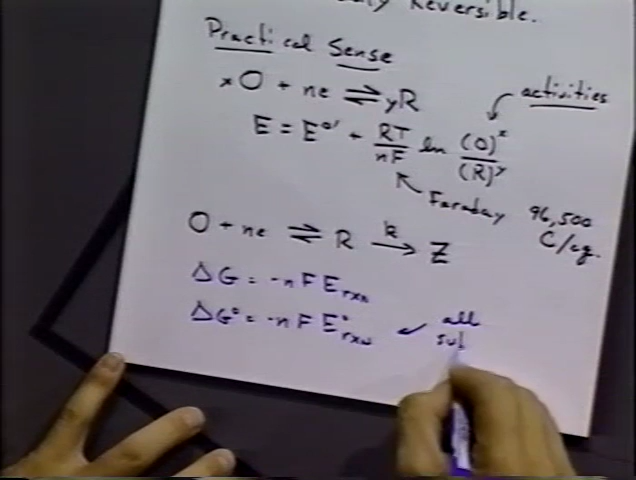 Reversible.
Practical Sense
xO + ne ⇌ yR
activities
E = E°' + RT/nF ln (O)^x/(R)^y
Faraday 96,500 C/eq.
O + ne ⇌ R →k Z
ΔG = -nFE_rxn
ΔG° = -nFE°_rxn
all
sub